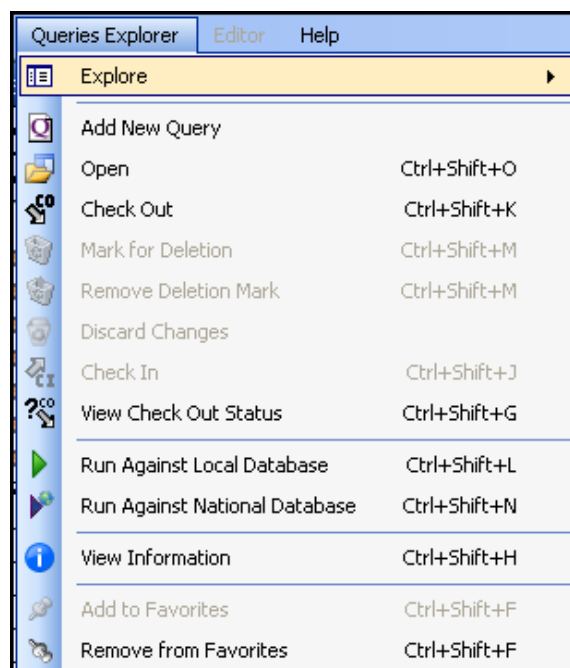 Queries Explorer Editor Help
Explore
Add New Query
Open Ctrl+Shift+O
Check Out Ctrl+Shift+K
Mark for Deletion Ctrl+Shift+M
Remove Deletion Mark Ctrl+Shift+M
Discard Changes
Check In Ctrl+Shift+J
View Check Out Status Ctrl+Shift+G
Run Against Local Database Ctrl+Shift+L
Run Against National Database Ctrl+Shift+N
View Information Ctrl+Shift+H
Add to Favorites Ctrl+Shift+F
Remove from Favorites Ctrl+Shift+F